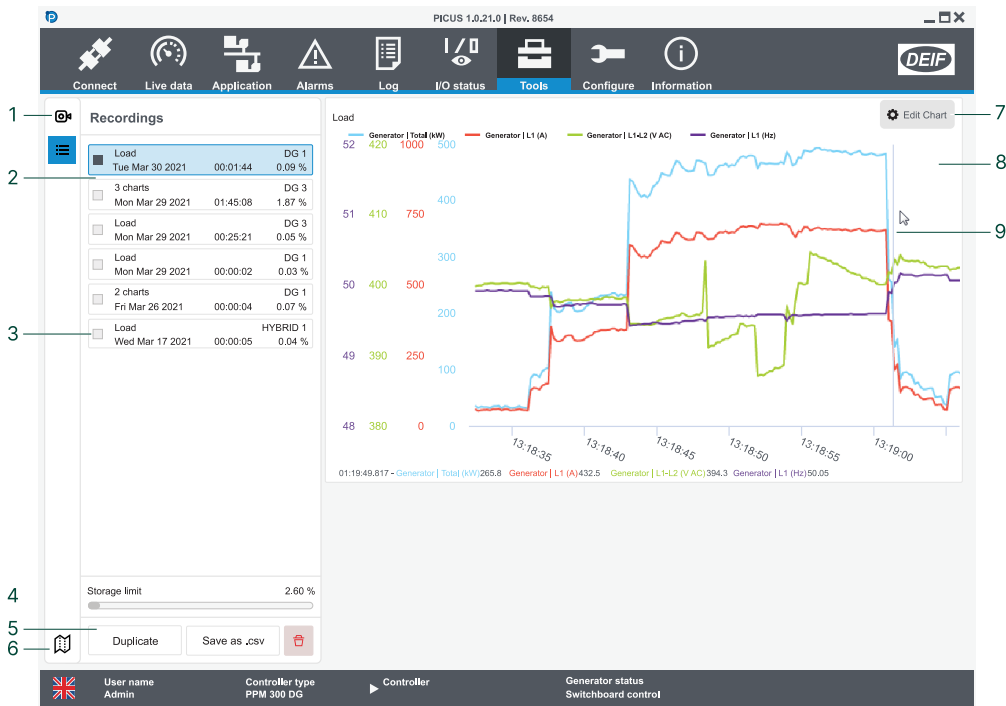 PICUS 1.0.21.0 | Rev. 8654
Connect Live data Application Alarms Log I/O status Tools Configure Information
DEIF
1
2
3
4
5
6
7
8
9
Recordings
Load DG 1
Tue Mar 30 2021 00:01:44 0.09 %
3 charts DG 3
Mon Mar 29 2021 01:45:08 1.87 %
Load DG 3
Mon Mar 29 2021 00:25:21 0.05 %
Load DG 1
Mon Mar 29 2021 00:00:02 0.03 %
2 charts DG 1
Fri Mar 26 2021 00:00:04 0.07 %
Load HYBRID 1
Wed Mar 17 2021 00:00:05 0.04 %
Storage limit 2.60 %
Duplicate Save as .csv
Load
Edit Chart
Generator | Total (kW) Generator | L1 (A) Generator | L1-L2 (V AC) Generator | L1 (Hz)
52 420 1000 500
400
51 410 750
300
50 400 500
200
49 390 250
100
48 380 0 0
13:18:35 13:18:40 13:18:45 13:18:50 13:18:55 13:19:00
01:19:49.817 - Generator | Total (kW)265.8 Generator | L1 (A)432.5 Generator | L1-L2 (V AC)394.3 Generator | L1 (Hz)50.05
User name Controller type Controller Generator status
Admin PPM 300 DG Switchboard control